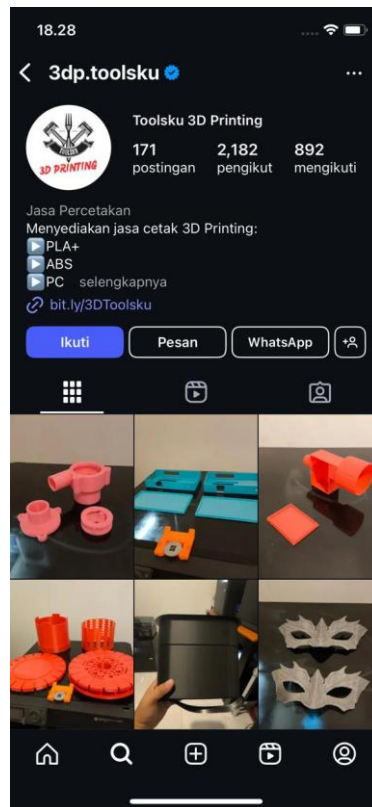 18.28
3dp.toolsku
Toolsku 3D Printing
171 2,182 892
postingan pengikut mengikuti
TOOLSKU
3D PRINTING
Jasa Percetakan
Menyediakan jasa cetak 3D Printing:
▶️PLA+
▶️ABS
▶️PC selengkapnya
bit.ly/3DToolsku
Ikuti Pesan WhatsApp